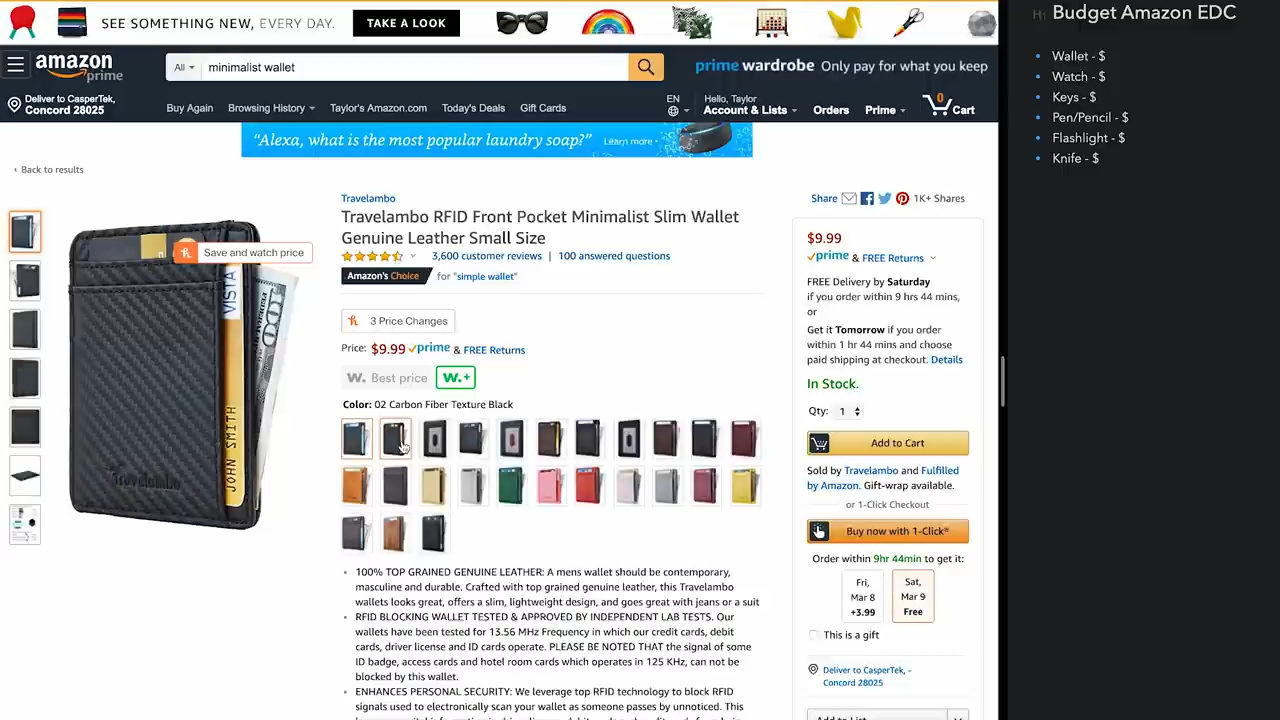 SEE SOMETHING NEW, EVERY DAY.
TAKE A LOOK
H1 Budget Amazon EDC
amazon
prime
All
minimalist wallet
prime wardrobe Only pay for what you keep
Deliver to CasperTek,
Concord 28025
Buy Again
Browsing History
Taylor's Amazon.com
Today's Deals
Gift Cards
EN
Hello, Taylor
Account & Lists
Orders
Prime
0
Cart
• Wallet - $
• Watch - $
• Keys - $
• Pen/Pencil - $
• Flashlight - $
• Knife - $
“Alexa, what is the most popular laundry soap?”
Learn more ›
‹ Back to results
Save and watch price
VISTA
100
JOHN SMITH
Travelambo
Travelambo
Travelambo RFID Front Pocket Minimalist Slim Wallet
Genuine Leather Small Size
3,600 customer reviews | 100 answered questions
Amazon's Choice for "simple wallet"
3 Price Changes
Price: $9.99 prime & FREE Returns
W. Best price W.+
Color: 02 Carbon Fiber Texture Black
• 100% TOP GRAINED GENUINE LEATHER: A mens wallet should be contemporary,
masculine and durable. Crafted with top grained genuine leather, this Travelambo
wallets looks great, offers a slim, lightweight design, and goes great with jeans or a suit
• RFID BLOCKING WALLET TESTED & APPROVED BY INDEPENDENT LAB TESTS. Our
wallets have been tested for 13.56 MHz Frequency in which our credit cards, debit
cards, driver license and ID cards operate. PLEASE BE NOTED THAT the signal of some
ID badge, access cards and hotel room cards which operates in 125 KHz, can not be
blocked by this wallet.
• ENHANCES PERSONAL SECURITY: We leverage top RFID technology to block RFID
signals used to electronically scan your wallet as someone passes by unnoticed. This
Share 1K+ Shares
$9.99
prime & FREE Returns
FREE Delivery by Saturday
if you order within 9 hrs 44 mins,
or
Get it Tomorrow if you order
within 1 hr 44 mins and choose
paid shipping at checkout. Details
In Stock.
Qty: 1
Add to Cart
Sold by Travelambo and Fulfilled
by Amazon. Gift-wrap available.
or 1-Click Checkout
Buy now with 1-Click®
Order within 9hr 44min to get it:
Fri,
Mar 8
+3.99
Sat,
Mar 9
Free
This is a gift
Deliver to CasperTek, -
Concord 28025
Add to List